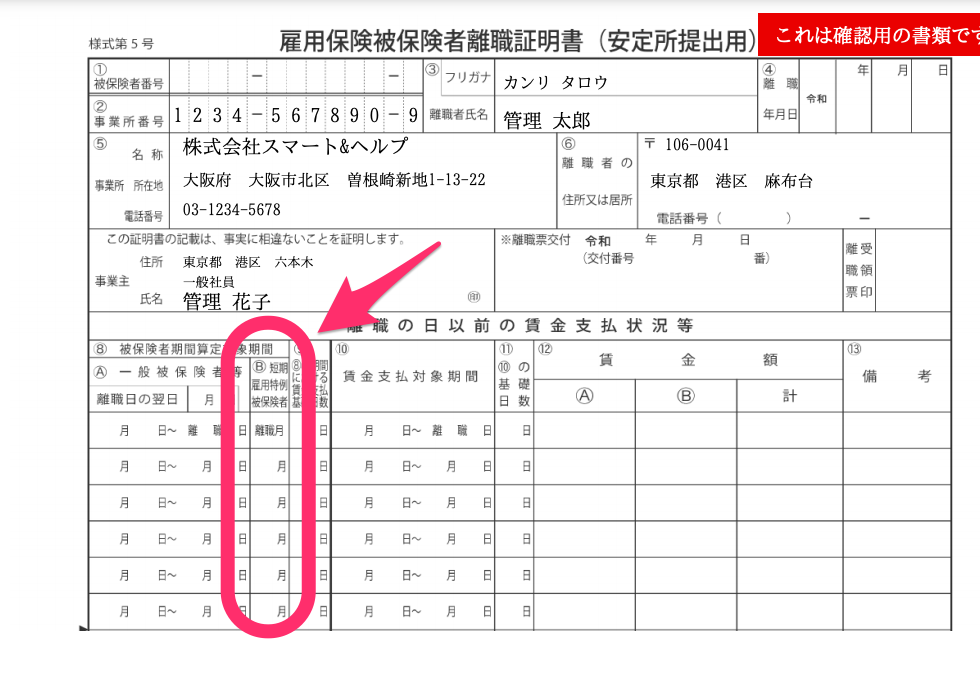 様式第５号
雇用保険被保険者離職証明書（安定所提出用）
これは確認用の書類です
① 被保険者番号 － －
③ フリガナ カンリ タロウ
④ 離職年月日 令和 年 月 日
② 事業所番号 1234－567890－9
離職者氏名 管理 太郎
⑤ 名称 株式会社スマート&ヘルプ
事業所 所在地 大阪府 大阪市北区 曽根崎新地1-13-22
電話番号 03-1234-5678
⑥ 離職者の住所又は居所
〒 106-0041
東京都 港区 麻布台
電話番号（ ） －
この証明書の記載は、事実に相違ないことを証明します。
住所 東京都 港区 六本木
事業主 一般社員
氏名 管理 花子 ㊞
※離職票交付 令和 年 月 日
（交付番号 番）
離職票 受領印
離職の日以前の賃金支払状況等
⑧ 被保険者期間算定対象期間
Ⓐ 一般被保険者等
離職日の翌日 月
Ⓑ 短期雇用特例被保険者
⑩ 賃金支払対象期間
⑪ ⑩の基礎日数
⑫ 賃金額
Ⓐ Ⓑ 計
⑬ 備考
月 日～ 離職日 離職月 日 月 日～ 離職日 日
月 日～ 月 日 月 日 月 日～ 月 日 日
月 日～ 月 日 月 日 月 日～ 月 日 日
月 日～ 月 日 月 日 月 日～ 月 日 日
月 日～ 月 日 月 日 月 日～ 月 日 日
月 日～ 月 日 月 日 月 日～ 月 日 日